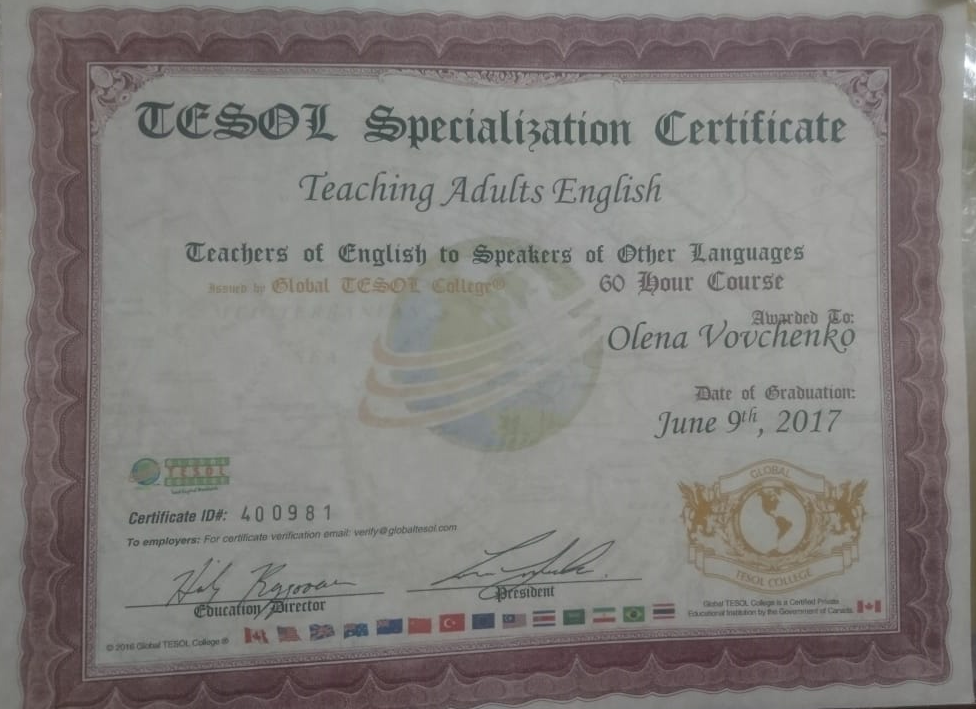 TESOL Specialization Certificate
Teaching Adults English
Teachers of English to Speakers of Other Languages
Issued by Global TESOL College® 60 Hour Course
Awarded To:
Olena Vovchenko
Date of Graduation:
June 9th, 2017
GLOBAL
TESOL
COLLEGE
Certificate ID#: 400981
To employers: For certificate verification email: verify@globaltesol.com
Education Director
President
GLOBAL
TESOL COLLEGE
Global TESOL College is a Certified Private
Educational Institution by the Government of Canada
© 2016 Global TESOL College ®